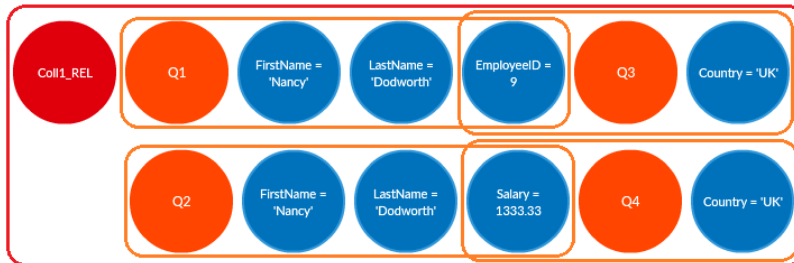 Coll1_REL
Q1
FirstName =
'Nancy'
LastName =
'Dodworth'
EmployeeID =
9
Q3
Country = 'UK'
Q2
FirstName =
'Nancy'
LastName =
'Dodworth'
Salary =
1333.33
Q4
Country = 'UK'